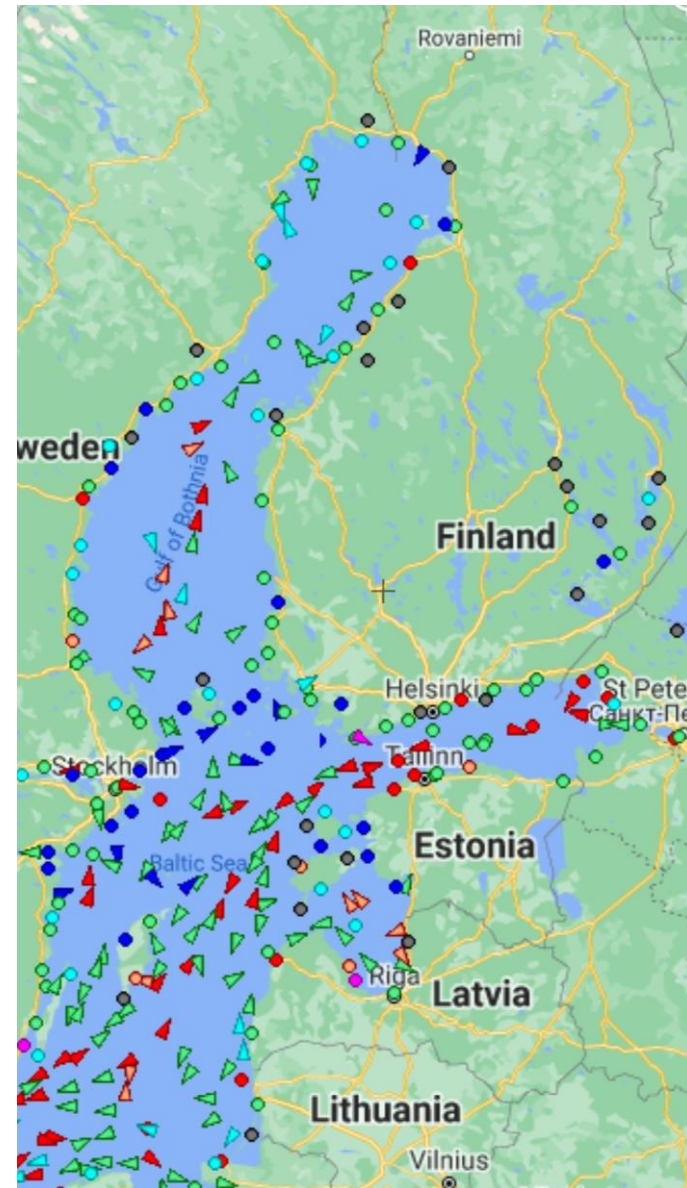 Rovaniemi
weden
Gulf of Bothnia
Finland
Helsinki
St Pete
Санкт-Пе
Stockholm
Tallinn
Baltic Sea
Estonia
Riga
Latvia
Lithuania
Vilnius